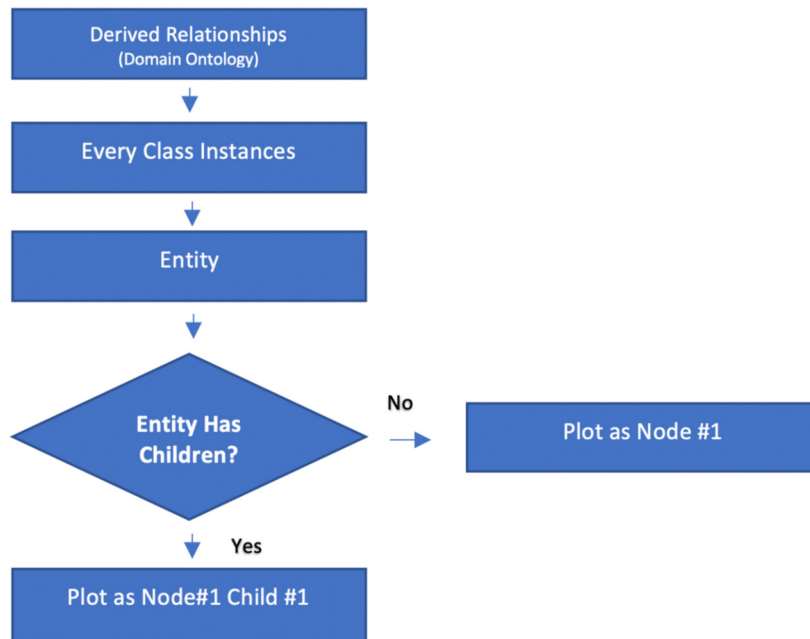 Derived Relationships
(Domain Ontology)
Every Class Instances
Entity
Entity Has
Children?
No
Plot as Node #1
Yes
Plot as Node#1 Child #1